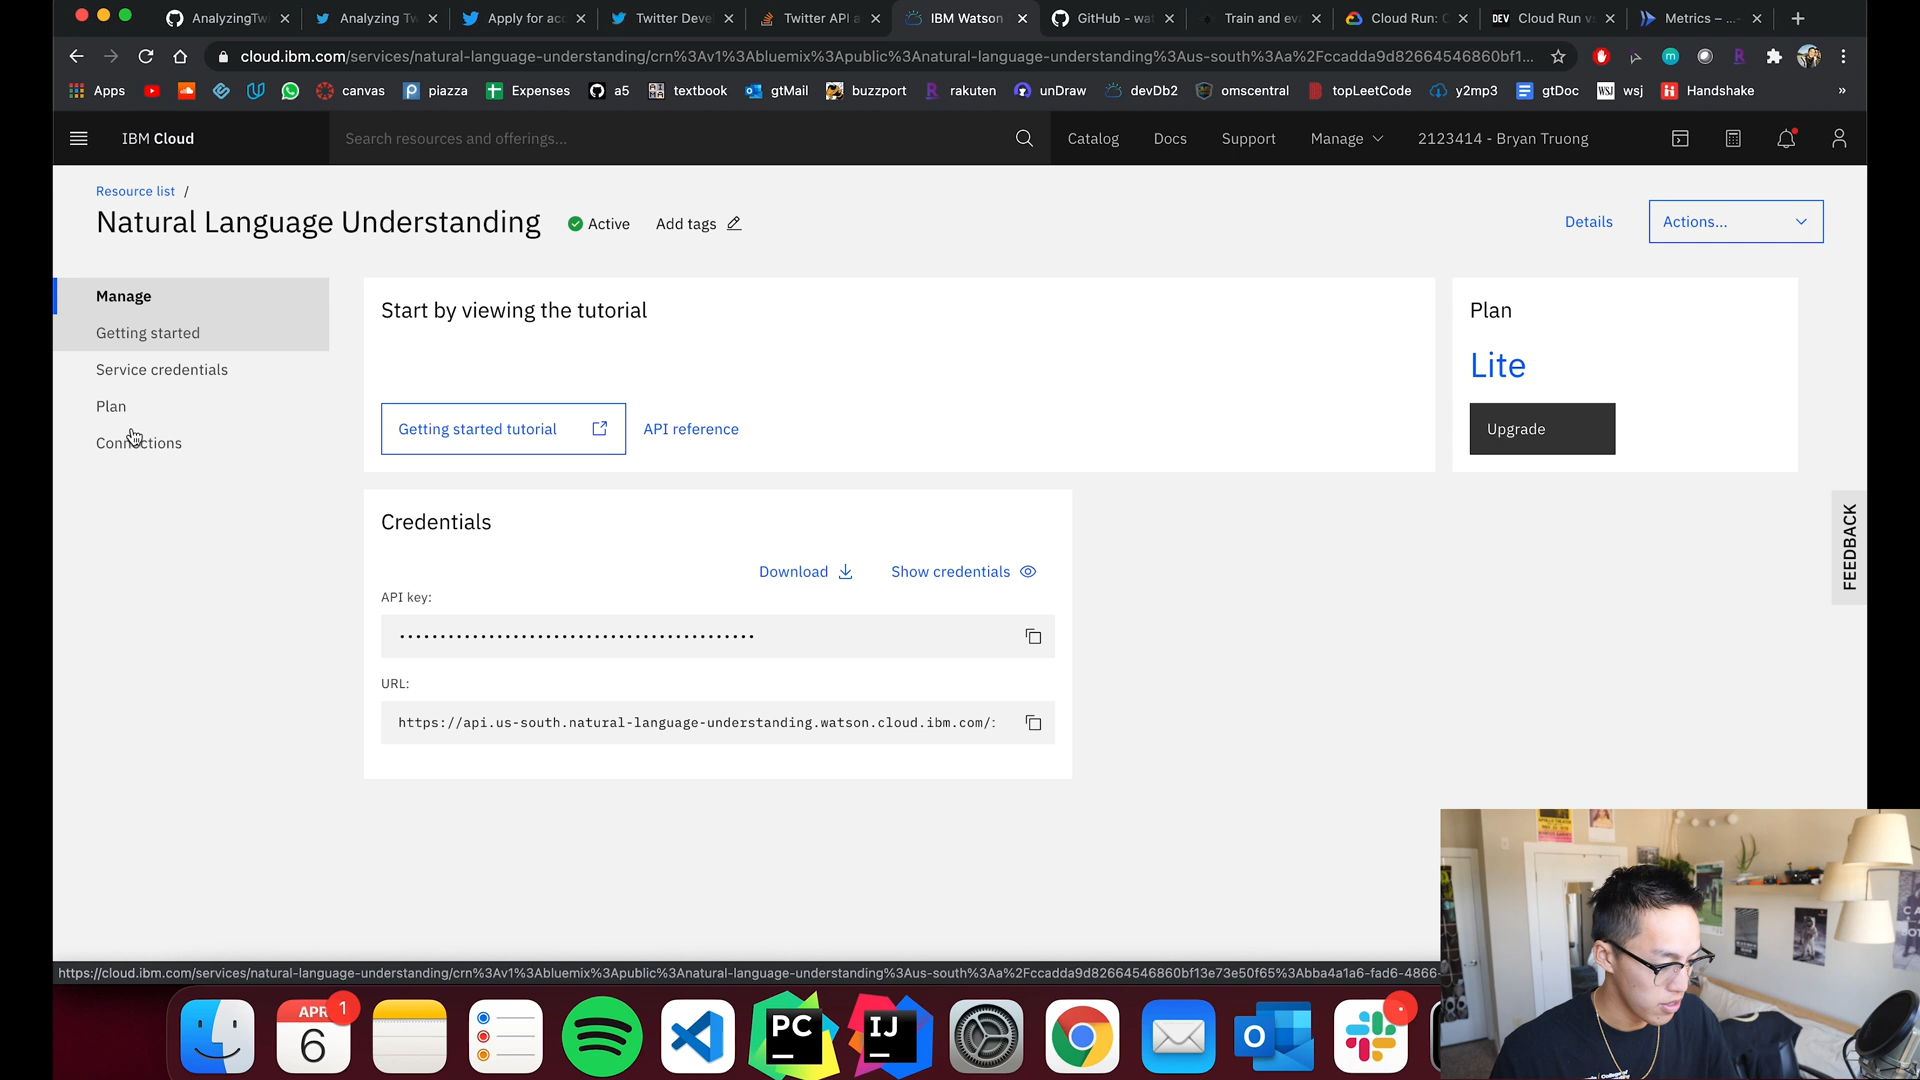 AnalyzingTw
Analyzing Tw
Apply for acc
Twitter Deve
Twitter API a
IBM Watson
GitHub - wat
Train and eva
Cloud Run: C
DEV
Cloud Run v
Metrics – ...
cloud.ibm.com/services/natural-language-understanding/crn%3Av1%3Abluemix%3Apublic%3Anatural-language-understanding%3Aus-south%3Aa%2Fccadda9d82664546860bf1...
Apps
canvas
piazza
Expenses
a5
textbook
gtMail
buzzport
rakuten
unDraw
devDb2
omscentral
topLeetCode
y2mp3
gtDoc
WSJ
wsj
Handshake
»
IBM Cloud
Search resources and offerings...
Catalog
Docs
Support
Manage
2123414 - Bryan Truong
Resource list /
Natural Language Understanding
Active
Add tags
Details
Actions...
Manage
Getting started
Service credentials
Plan
Connections
Start by viewing the tutorial
Getting started tutorial
API reference
Plan
Lite
Upgrade
Credentials
Download
Show credentials
API key:
URL:
https://api.us-south.natural-language-understanding.watson.cloud.ibm.com/:
FEEDBACK
https://cloud.ibm.com/services/natural-language-understanding/crn%3Av1%3Abluemix%3Apublic%3Anatural-language-understanding%3Aus-south%3Aa%2Fccadda9d82664546860bf13e73e50f65%3Abba4a1a6-fad6-4866-
APR
1
6
PC
IJ
O